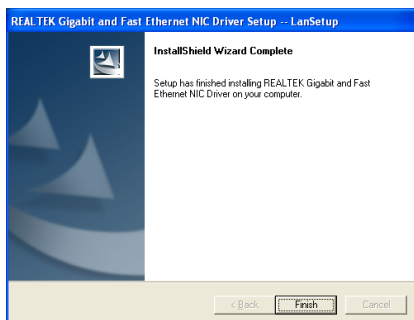 REALTEK Gigabit and Fast Ethernet NIC Driver Setup -- LanSetup
InstallShield Wizard Complete
Setup has finished installing REALTEK Gigabit and Fast
Ethernet NIC Driver on your computer.
< Back
Finish
Cancel